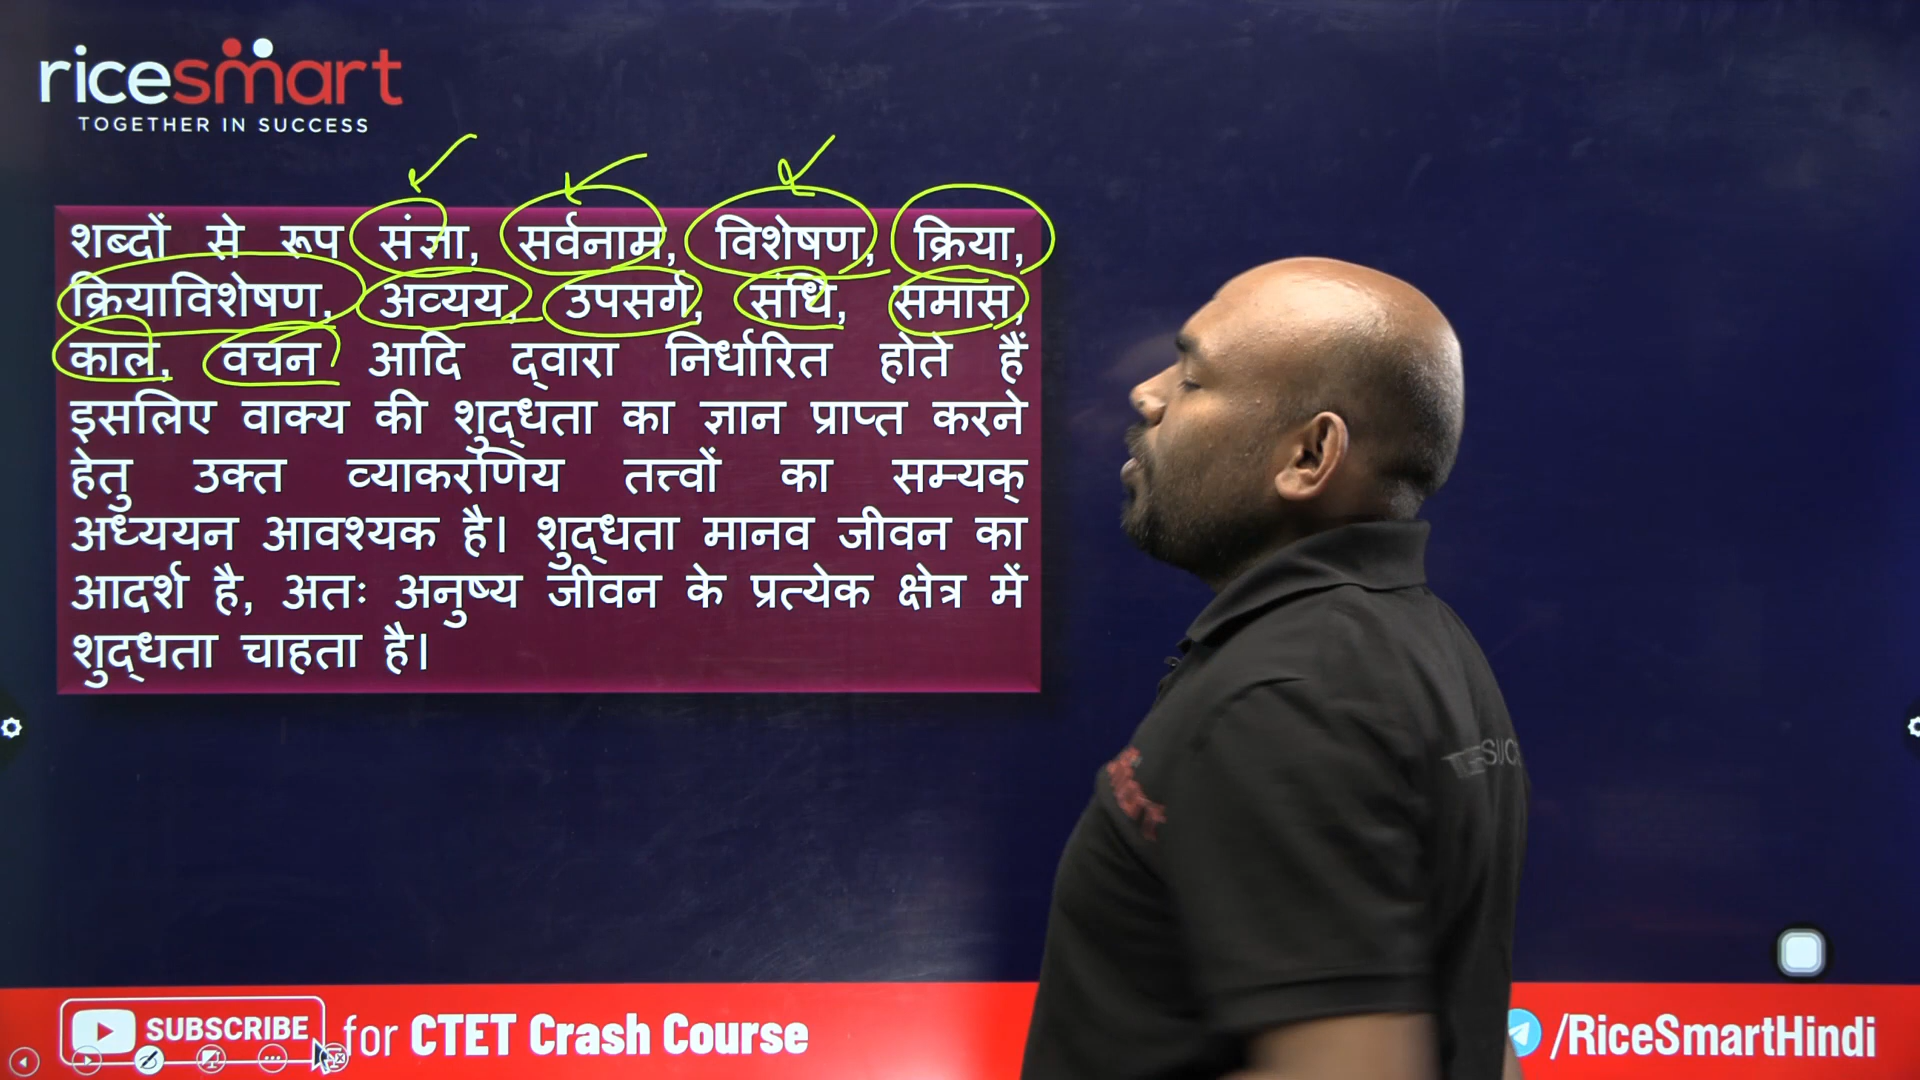 ricesmart
TOGETHER IN SUCCESS
शब्दों से रूप संज्ञा, सर्वनाम, विशेषण, क्रिया,
क्रियाविशेषण, अव्यय, उपसर्ग, संधि, समास,
काल, वचन आदि द्वारा निर्धारित होते हैं
इसलिए वाक्य की शुद्धता का ज्ञान प्राप्त करने
हेतु उक्त व्याकरणिय तत्त्वों का सम्यक्
अध्ययन आवश्यक है। शुद्धता मानव जीवन का
आदर्श है, अतः अनुष्य जीवन के प्रत्येक क्षेत्र में
शुद्धता चाहता है।
SUBSCRIBE for CTET Crash Course
/RiceSmartHindi